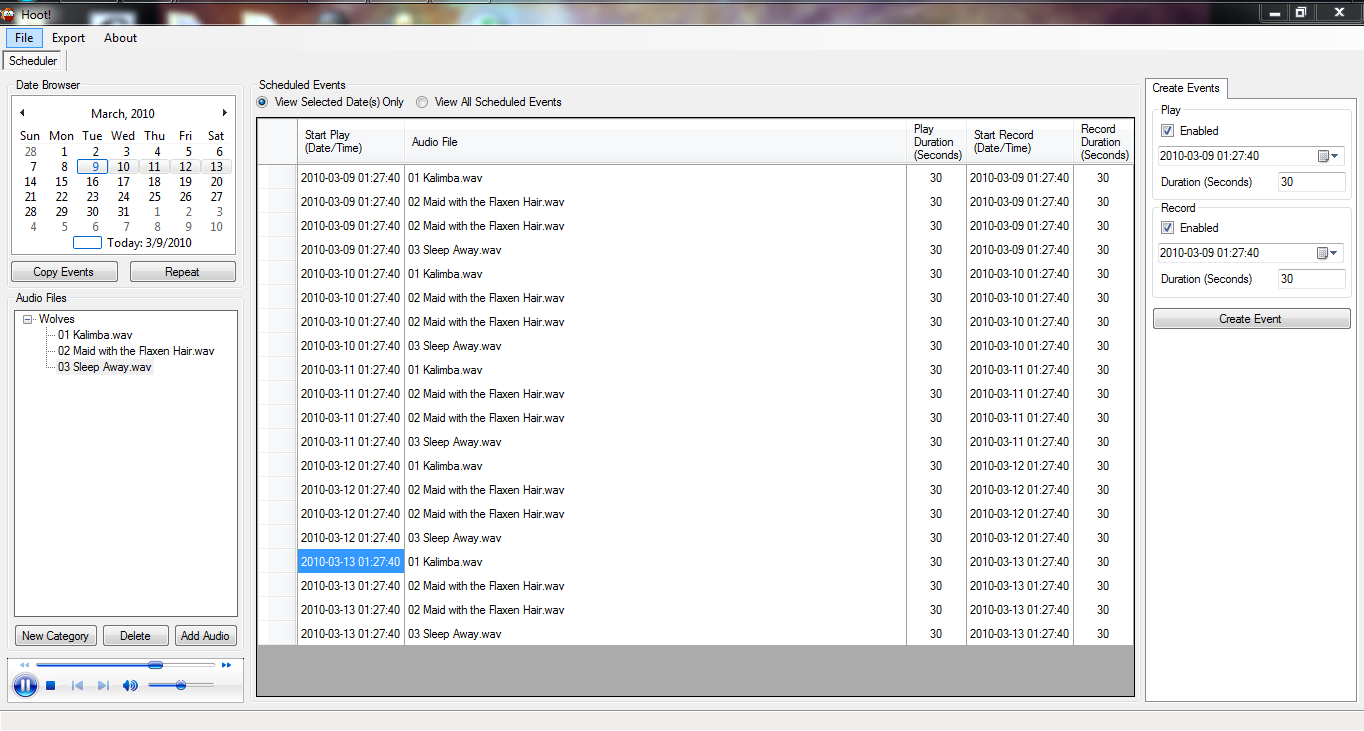 Hoot!
File Export About
Scheduler
Date Browser
March, 2010
Sun Mon Tue Wed Thu Fri Sat
28 1 2 3 4 5 6
7 8 9 10 11 12 13
14 15 16 17 18 19 20
21 22 23 24 25 26 27
28 29 30 31 1 2 3
4 5 6 7 8 9 10
Today: 3/9/2010
Copy Events Repeat
Audio Files
Wolves
01 Kalimba.wav
02 Maid with the Flaxen Hair.wav
03 Sleep Away.wav
New Category Delete Add Audio
Scheduled Events
View Selected Date(s) Only View All Scheduled Events
Start Play (Date/Time) Audio File Play Duration (Seconds) Start Record (Date/Time) Record Duration (Seconds)
2010-03-09 01:27:40 01 Kalimba.wav 30 2010-03-09 01:27:40 30
2010-03-09 01:27:40 02 Maid with the Flaxen Hair.wav 30 2010-03-09 01:27:40 30
2010-03-09 01:27:40 02 Maid with the Flaxen Hair.wav 30 2010-03-09 01:27:40 30
2010-03-09 01:27:40 03 Sleep Away.wav 30 2010-03-09 01:27:40 30
2010-03-10 01:27:40 01 Kalimba.wav 30 2010-03-10 01:27:40 30
2010-03-10 01:27:40 02 Maid with the Flaxen Hair.wav 30 2010-03-10 01:27:40 30
2010-03-10 01:27:40 02 Maid with the Flaxen Hair.wav 30 2010-03-10 01:27:40 30
2010-03-10 01:27:40 03 Sleep Away.wav 30 2010-03-10 01:27:40 30
2010-03-11 01:27:40 01 Kalimba.wav 30 2010-03-11 01:27:40 30
2010-03-11 01:27:40 02 Maid with the Flaxen Hair.wav 30 2010-03-11 01:27:40 30
2010-03-11 01:27:40 02 Maid with the Flaxen Hair.wav 30 2010-03-11 01:27:40 30
2010-03-11 01:27:40 03 Sleep Away.wav 30 2010-03-11 01:27:40 30
2010-03-12 01:27:40 01 Kalimba.wav 30 2010-03-12 01:27:40 30
2010-03-12 01:27:40 02 Maid with the Flaxen Hair.wav 30 2010-03-12 01:27:40 30
2010-03-12 01:27:40 02 Maid with the Flaxen Hair.wav 30 2010-03-12 01:27:40 30
2010-03-12 01:27:40 03 Sleep Away.wav 30 2010-03-12 01:27:40 30
2010-03-13 01:27:40 01 Kalimba.wav 30 2010-03-13 01:27:40 30
2010-03-13 01:27:40 02 Maid with the Flaxen Hair.wav 30 2010-03-13 01:27:40 30
2010-03-13 01:27:40 02 Maid with the Flaxen Hair.wav 30 2010-03-13 01:27:40 30
2010-03-13 01:27:40 03 Sleep Away.wav 30 2010-03-13 01:27:40 30
Create Events
Play
Enabled
2010-03-09 01:27:40
Duration (Seconds) 30
Record
Enabled
2010-03-09 01:27:40
Duration (Seconds) 30
Create Event